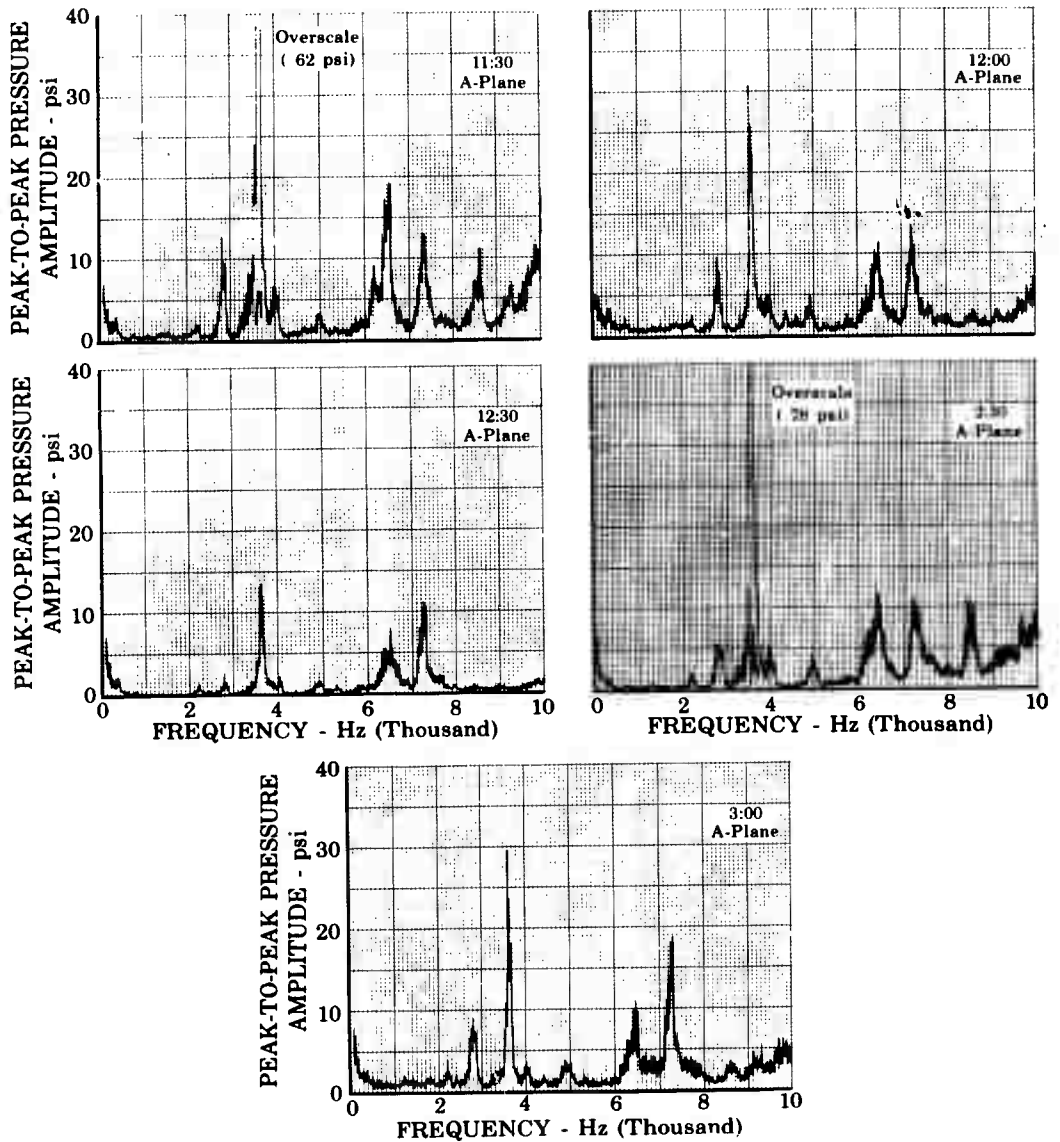 PEAK-TO-PEAK PRESSURE
AMPLITUDE - psi
40
30
20
10
0
Overscale
( 62 psi)
11:30
A-Plane
12:00
A-Plane
PEAK-TO-PEAK PRESSURE
AMPLITUDE - psi
40
30
20
10
0
12:30
A-Plane
0 2 4 6 8 10
FREQUENCY - Hz (Thousand)
Overscale
( 78 psi)
A-Plane
0 2 4 6 8 10
FREQUENCY - Hz (Thousand)
PEAK-TO-PEAK PRESSURE
AMPLITUDE - psi
40
30
20
10
0
3:00
A-Plane
0 2 4 6 8 10
FREQUENCY - Hz (Thousand)